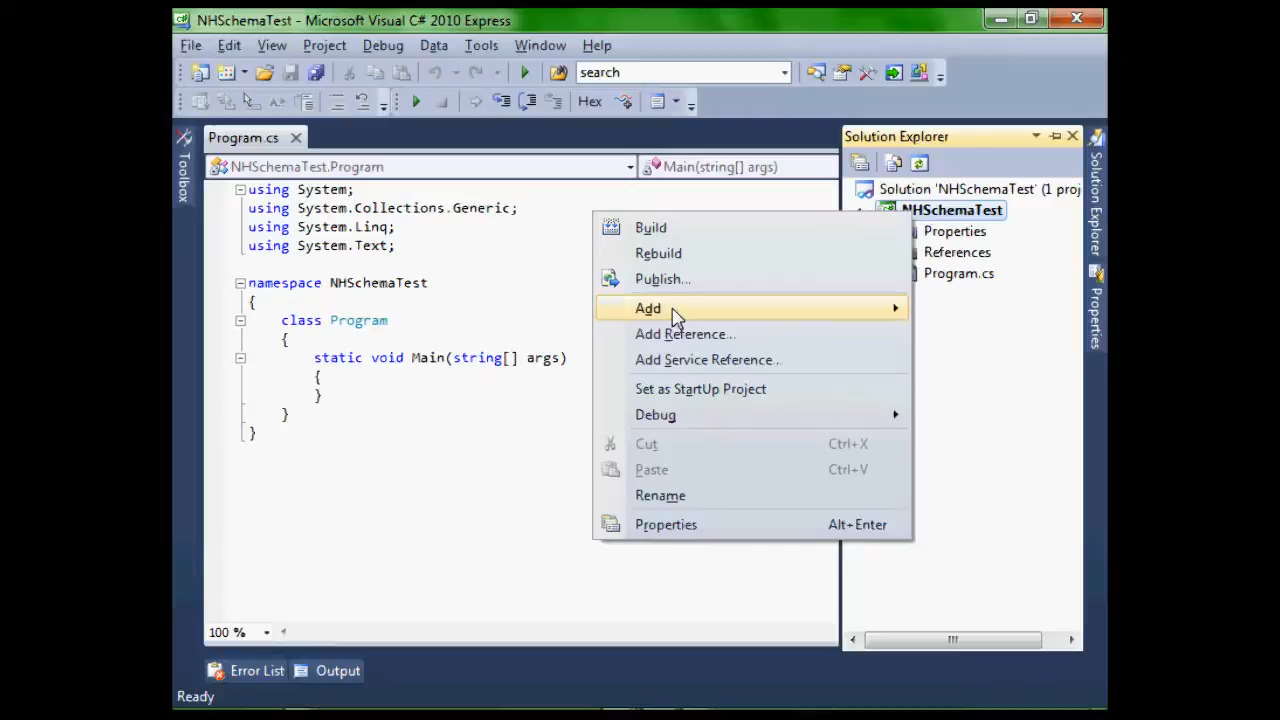 NHSchemaTest - Microsoft Visual C# 2010 Express
File Edit View Project Debug Data Tools Window Help
search
Hex
Toolbox
Program.cs
NHSchemaTest.Program
Main(string[] args)
using System;
using System.Collections.Generic;
using System.Linq;
using System.Text;
namespace NHSchemaTest
{
class Program
{
static void Main(string[] args)
{
}
}
}
100 %
Build
Rebuild
Publish...
Add
Add Reference...
Add Service Reference...
Set as StartUp Project
Debug
Cut Ctrl+X
Paste Ctrl+V
Rename
Properties Alt+Enter
Solution Explorer
Solution 'NHSchemaTest' (1 proj
NHSchemaTest
Properties
References
Program.cs
Solution Explorer
Properties
Error List
Output
Ready